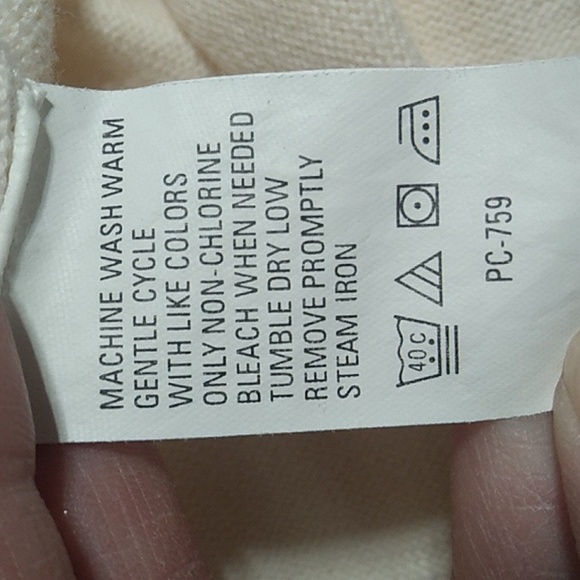 MACHINE WASH WARM
GENTLE CYCLE
WITH LIKE COLORS
ONLY NON-CHLORINE
BLEACH WHEN NEEDED
TUMBLE DRY LOW
REMOVE PROMPTLY
STEAM IRON
40C
PC-759